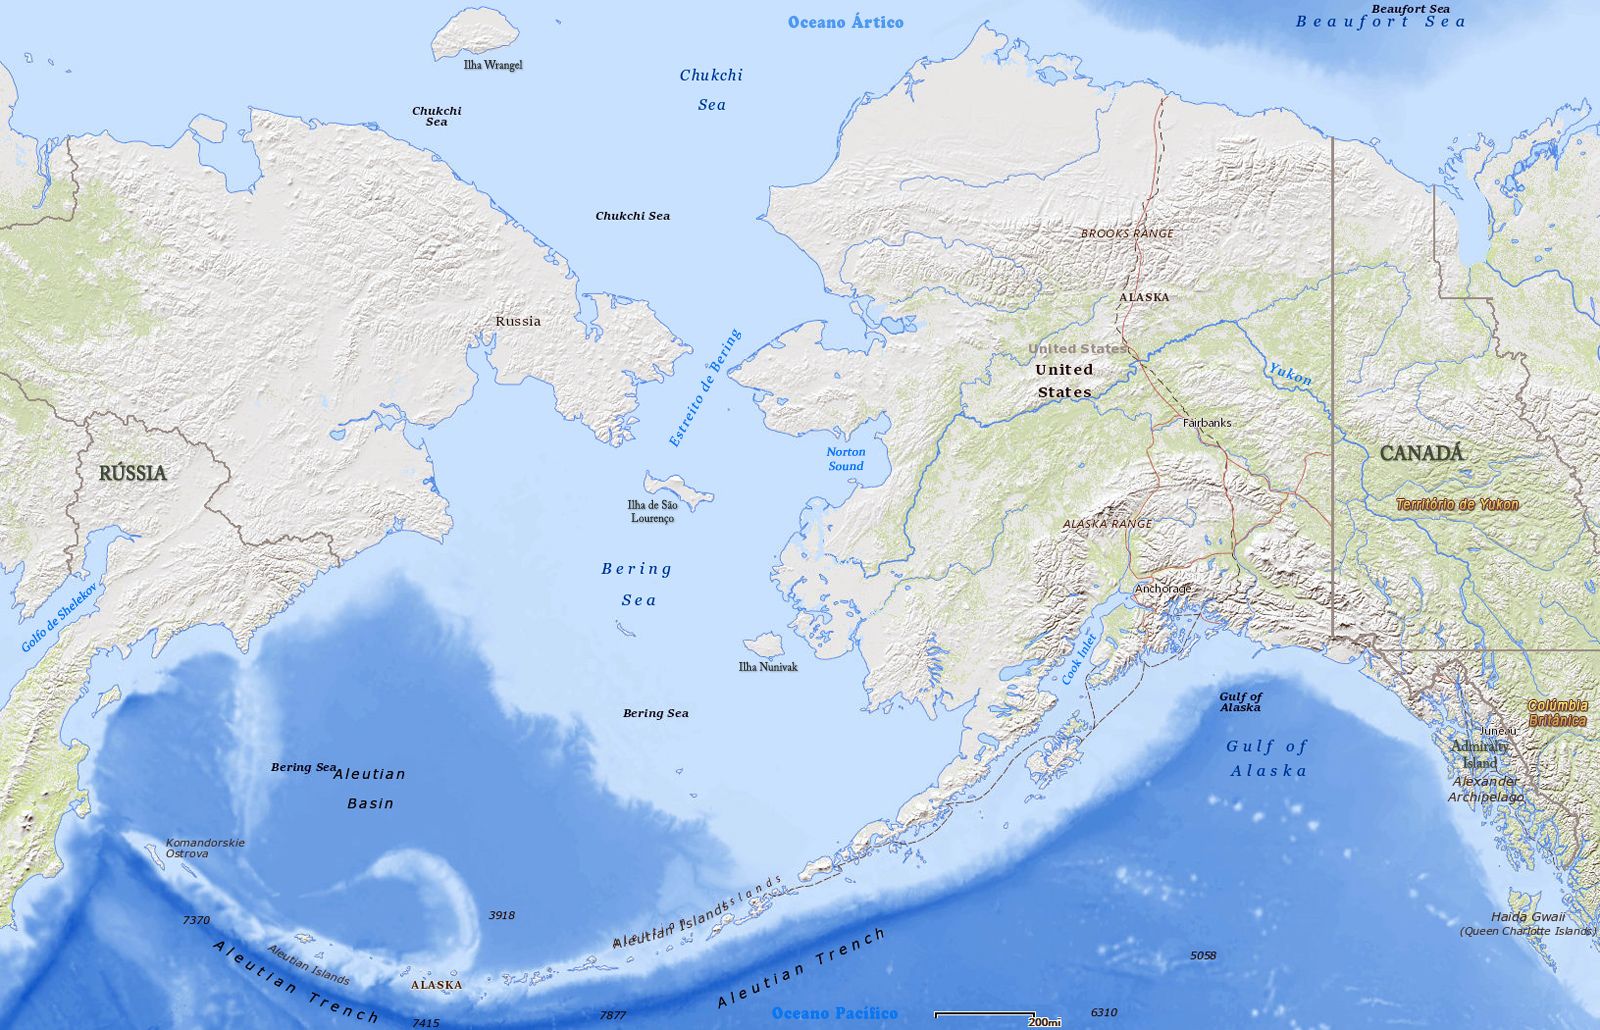 Beaufort Sea
Beaufort Sea
Oceano Ártico
Ilha Wrangel
Chukchi
Sea
Chukchi
Sea
Chukchi Sea
BROOKS RANGE
ALASKA
Russia
Estreito de Bering
United States
United
States
Yukon
Fairbanks
CANADÁ
Norton
Sound
RÚSSIA
Ilha de São
Lourenço
Território de Yukon
ALASKA RANGE
Bering
Sea
Anchorage
Golfo de Shelekov
Cook Inlet
Ilha Nunivak
Gulf of
Alaska
Bering Sea
Colúmbia
Británica
Juneau
Gulf of
Alaska
Admiralty
Island
Alexander
Archipelago
Bering Sea
Aleutian
Basin
Komandorskie
Ostrova
7370
3918
Aleutian Islands
Aleutian Islands
Haida Gwaii
(Queen Charlotte Islands)
Aleutian Islands
Aleutian Trench
Aleutian Trench
5058
ALASKA
7415
7877
Oceano Pacífico
200mi
6310